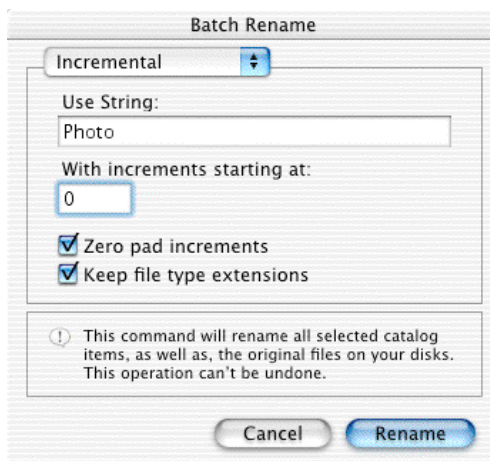 Batch Rename
Incremental
Use String:
Photo
With increments starting at:
0
Zero pad increments
Keep file type extensions
This command will rename all selected catalog
items, as well as, the original files on your disks.
This operation can't be undone.
Cancel
Rename